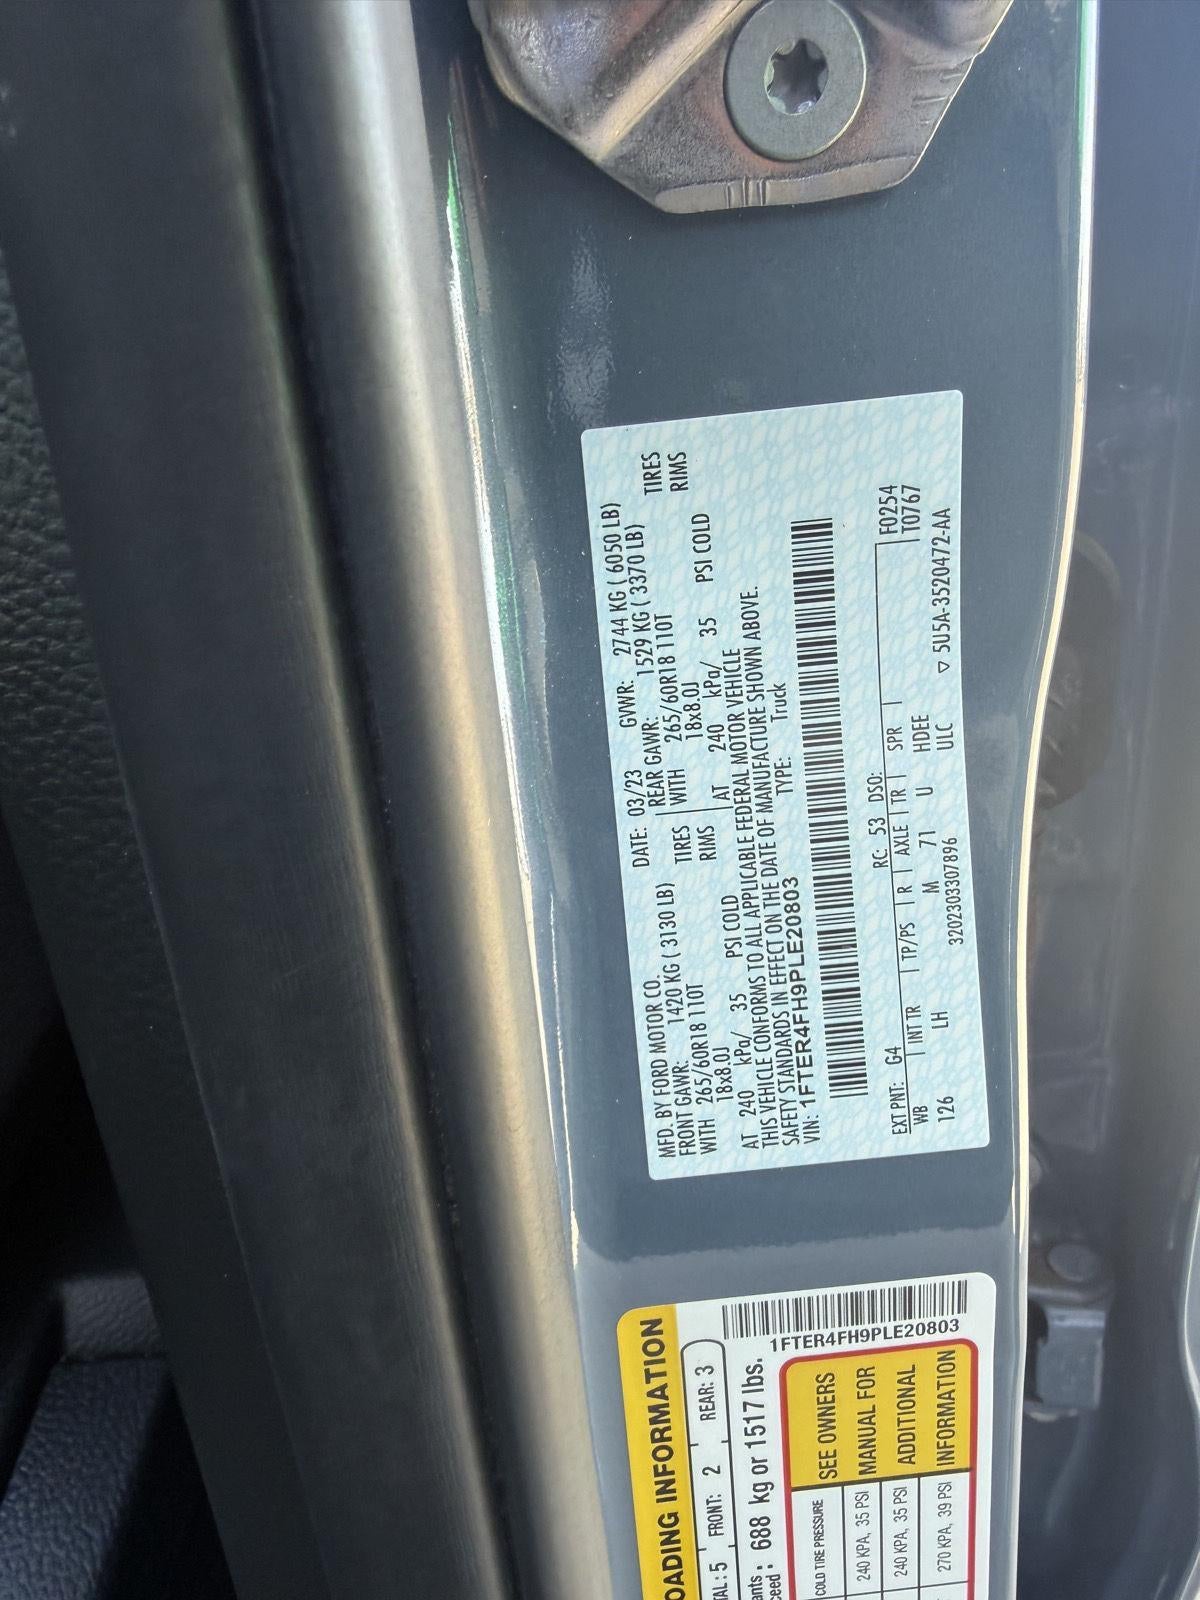 MFD. BY FORD MOTOR CO. DATE: 03/23 GVWR: 2744 KG ( 6050 LB)
FRONT GAWR: 1420 KG ( 3130 LB) REAR GAWR: 1529 KG ( 3370 LB)
WITH 265/60R18 110T TIRES WITH 265/60R18 110T TIRES
18x8.0J RIMS 18x8.0J RIMS
AT 240 kPa/ 35 PSI COLD AT 240 kPa/ 35 PSI COLD
THIS VEHICLE CONFORMS TO ALL APPLICABLE FEDERAL MOTOR VEHICLE
SAFETY STANDARDS IN EFFECT ON THE DATE OF MANUFACTURE SHOWN ABOVE.
VIN: 1FTER4FH9PLE20803 TYPE: Truck
EXT PNT: G4 RC: 53 DSO: F0254
WB INT TR TP/PS R AXLE TR SPR T0767
126 LH M 71 U HDEE
ULC
320230330 7896 ▽ 5U5A-3520472-AA
OADING INFORMATION
TAL: 5 FRONT: 2 REAR: 3
ants : 688 kg or 1517 lbs.
ceed :
1FTER4FH9PLE20803
COLD TIRE PRESSURE
240 KPA, 35 PSI
240 KPA, 35 PSI
270 KPA, 39 PSI
SEE OWNERS
MANUAL FOR
ADDITIONAL
INFORMATION